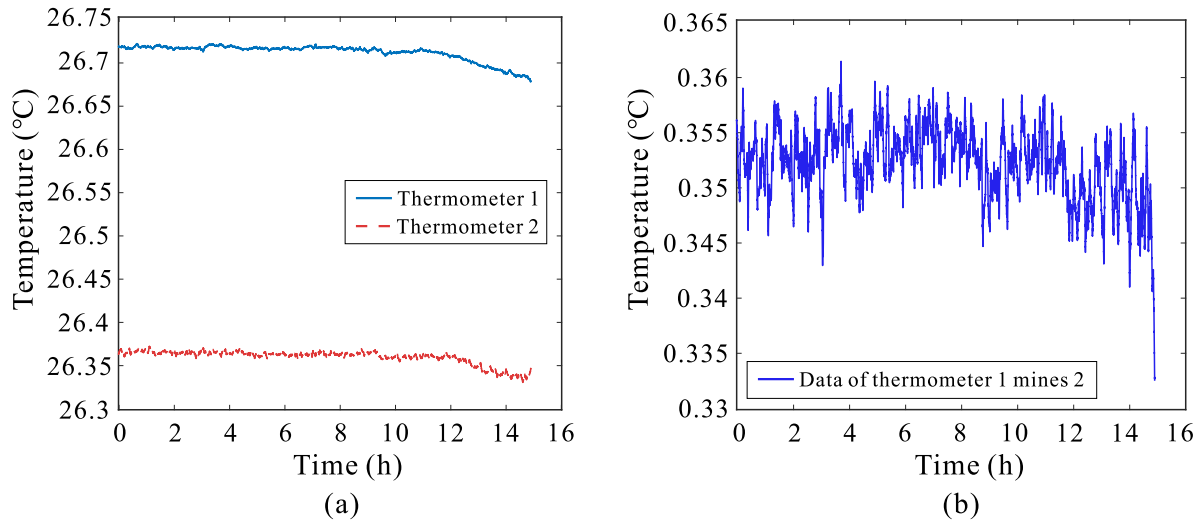 26.75
26.7
26.65
26.6
26.55
26.5
26.45
26.4
26.35
26.3
0 2 4 6 8 10 12 14 16
Temperature (℃)
Time (h)
Thermometer 1
Thermometer 2
(a)
0.365
0.36
0.355
0.35
0.345
0.34
0.335
0.33
0 2 4 6 8 10 12 14 16
Temperature (℃)
Time (h)
Data of thermometer 1 mines 2
(b)